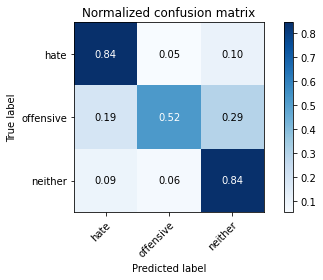 Normalized confusion matrix
True label
hate 0.84 0.05 0.10
offensive 0.19 0.52 0.29
neither 0.09 0.06 0.84
hate offensive neither
Predicted label
0.8
0.7
0.6
0.5
0.4
0.3
0.2
0.1